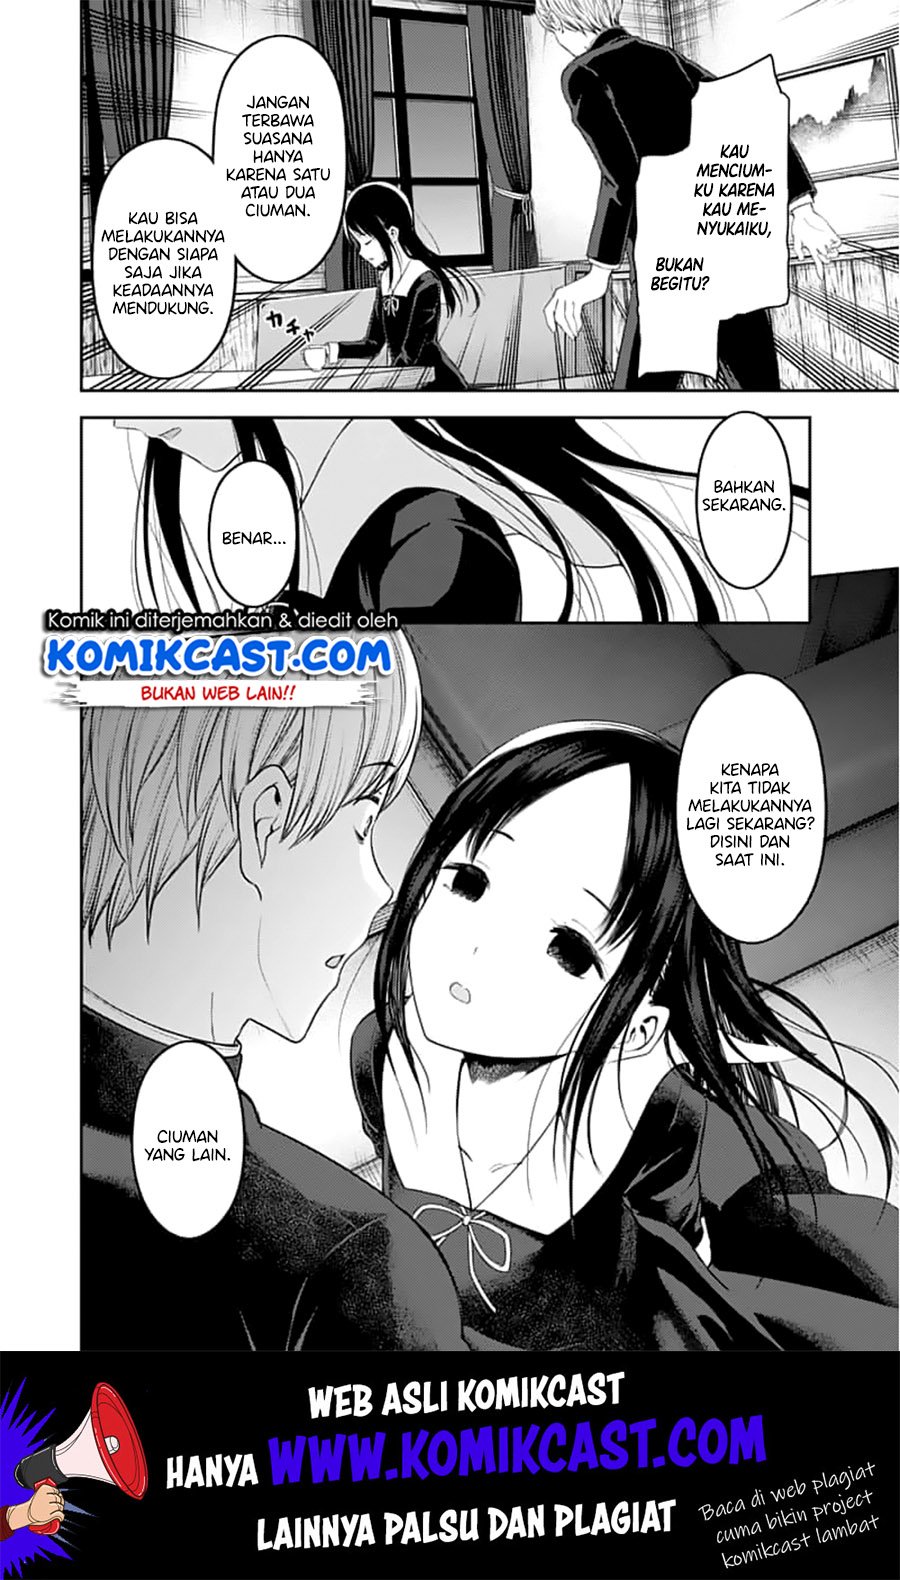 KAU
MENCIUM-
KU KARENA
KAU ME-
NYUKAIKU,
BUKAN
BEGITU?
JANGAN
TERBAWA
SUASANA
HANYA
KARENA SATU
ATAU DUA
CIUMAN.
KAU BISA
MELAKUKANNYA
DENGAN SIAPA
SAJA JIKA
KEADAANNYA
MENDUKUNG.
カチャ
BAHKAN
SEKARANG.
BENAR...
Komik ini diterjemahkan & diedit oleh
KOMIKCAST.COM
BUKAN WEB LAIN!!
KENAPA
KITA TIDAK
MELAKUKANNYA
LAGI SEKARANG?
DISINI DAN
SAAT INI.
CIUMAN
YANG LAIN.
WEB ASLI KOMIKCAST
HANYA WWW.KOMIKCAST.COM
LAINNYA PALSU DAN PLAGIAT
Baca di web plagiat
cuma bikin project
komikcast lambat